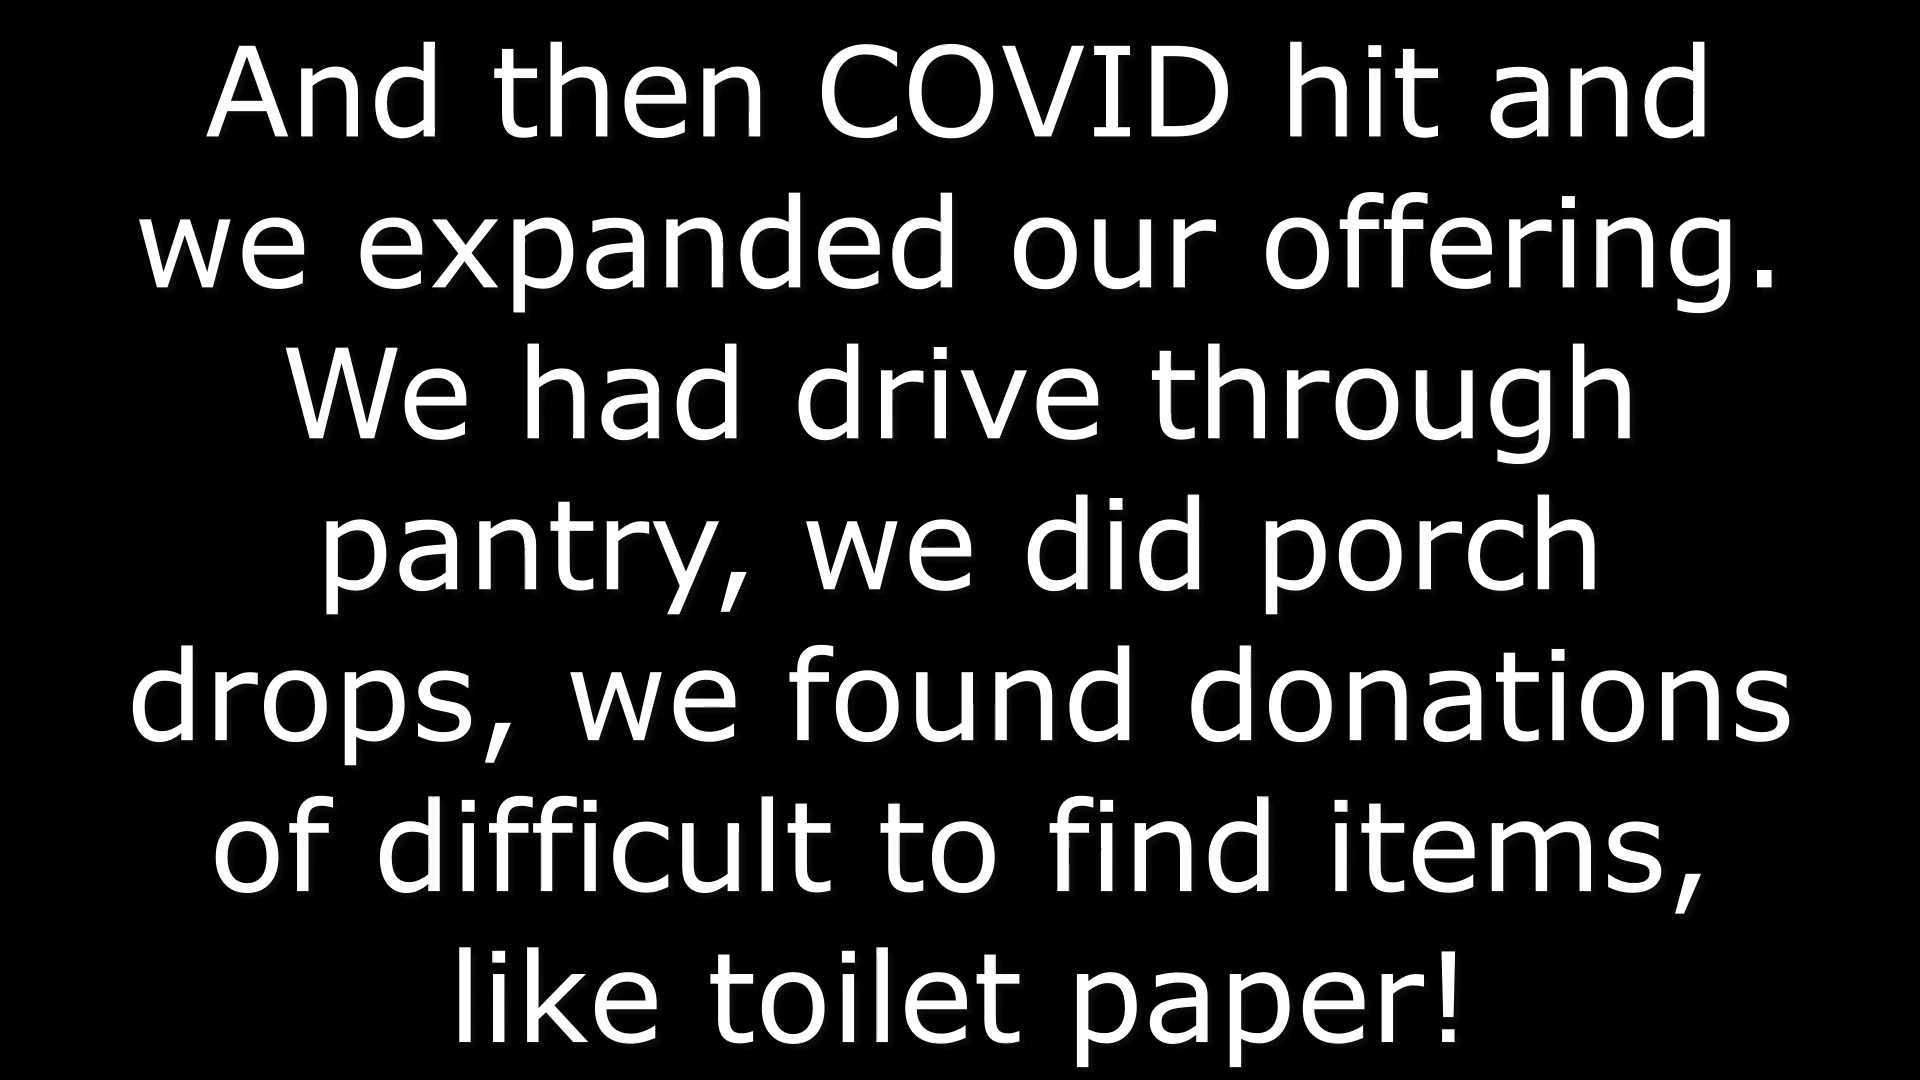 And then COVID hit and
we expanded our offering.
We had drive through
pantry, we did porch
drops, we found donations
of difficult to find items,
like toilet paper!